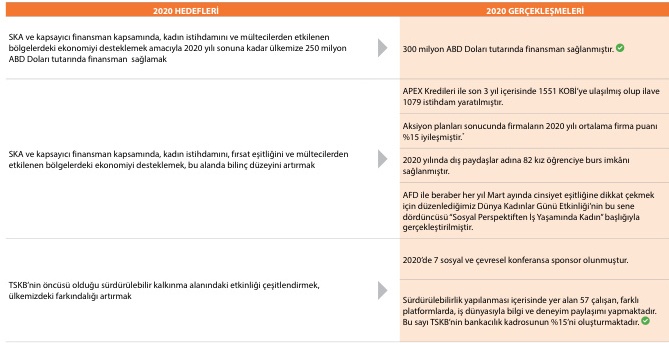 2020 HEDEFLERİ
2020 GERÇEKLEŞMELERİ
SKA ve kapsayıcı finansman kapsamında, kadın istihdamını ve mültecilerden etkilenen
bölgelerdeki ekonomiyi desteklemek amacıyla 2020 yılı sonuna kadar ülkemize 250 milyon
ABD Doları tutarında finansman sağlamak
300 milyon ABD Doları tutarında finansman sağlanmıştır.
SKA ve kapsayıcı finansman kapsamında, kadın istihdamını, fırsat eşitliğini ve mültecilerden
etkilenen bölgelerdeki ekonomiyi desteklemek, bu alanda bilinç düzeyini artırmak
APEX Kredileri ile son 3 yıl içerisinde 1551 KOBİ'ye ulaşılmış olup ilave
1079 istihdam yaratılmıştır.
Aksiyon planları sonucunda firmaların 2020 yılı ortalama firma puanı
%15 iyileşmiştir.*
2020 yılında dış paydaşlar adına 82 kız öğrenciye burs imkânı
sağlanmıştır.
AFD ile beraber her yıl Mart ayında cinsiyet eşitliğine dikkat çekmek
için düzenlediğimiz Dünya Kadınlar Günü Etkinliği'nin bu sene
dördüncüsü "Sosyal Perspektiften İş Yaşamında Kadın" başlığıyla
gerçekleştirilmiştir.
TSKB'nin öncüsü olduğu sürdürülebilir kalkınma alanındaki etkinliği çeşitlendirmek,
ülkemizdeki farkındalığı artırmak
2020'de 7 sosyal ve çevresel konferansa sponsor olunmuştur.
Sürdürülebilirlik yapılanması içerisinde yer alan 57 çalışan, farklı
platformlarda, iş dünyasıyla bilgi ve deneyim paylaşımı yapmaktadır.
Bu sayı TSKB'nin bankacılık kadrosunun %15'ni oluşturmaktadır.